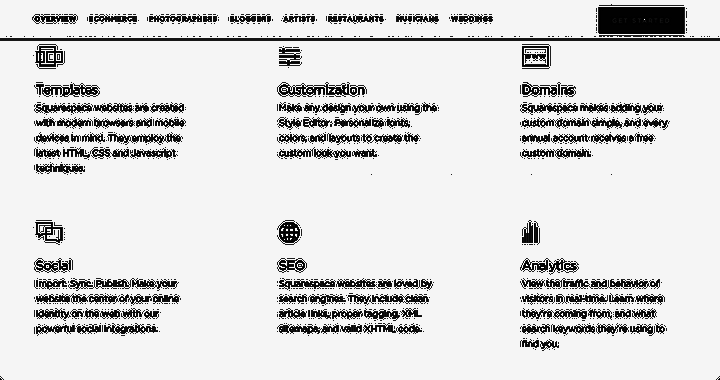 OVERVIEW ECOMMERCE PHOTOGRAPHERS BLOGGERS ARTISTS RESTAURANTS MUSICIANS WEDDINGS GET STARTED
Templates
Squarespace websites are created
with modern browsers and mobile
devices in mind. They employ the
latest HTML, CSS and Javascript
techniques.
Customization
Make any design your own using the
Style Editor. Personalize fonts,
colors, and layouts to create the
custom look you want.
Domains
Squarespace makes adding your
custom domain simple, and every
annual account receives a free
custom domain.
Social
Import. Sync. Publish. Make your
website the center of your online
identity on the web with our
powerful social integrations.
SEO
Squarespace websites are loved by
search engines. They include clean
article links, proper tagging, XML
sitemaps, and valid XHTML code.
Analytics
View the traffic and behavior of
visitors in real-time. Learn where
they're coming from, and what
search keywords they're using to
find you.